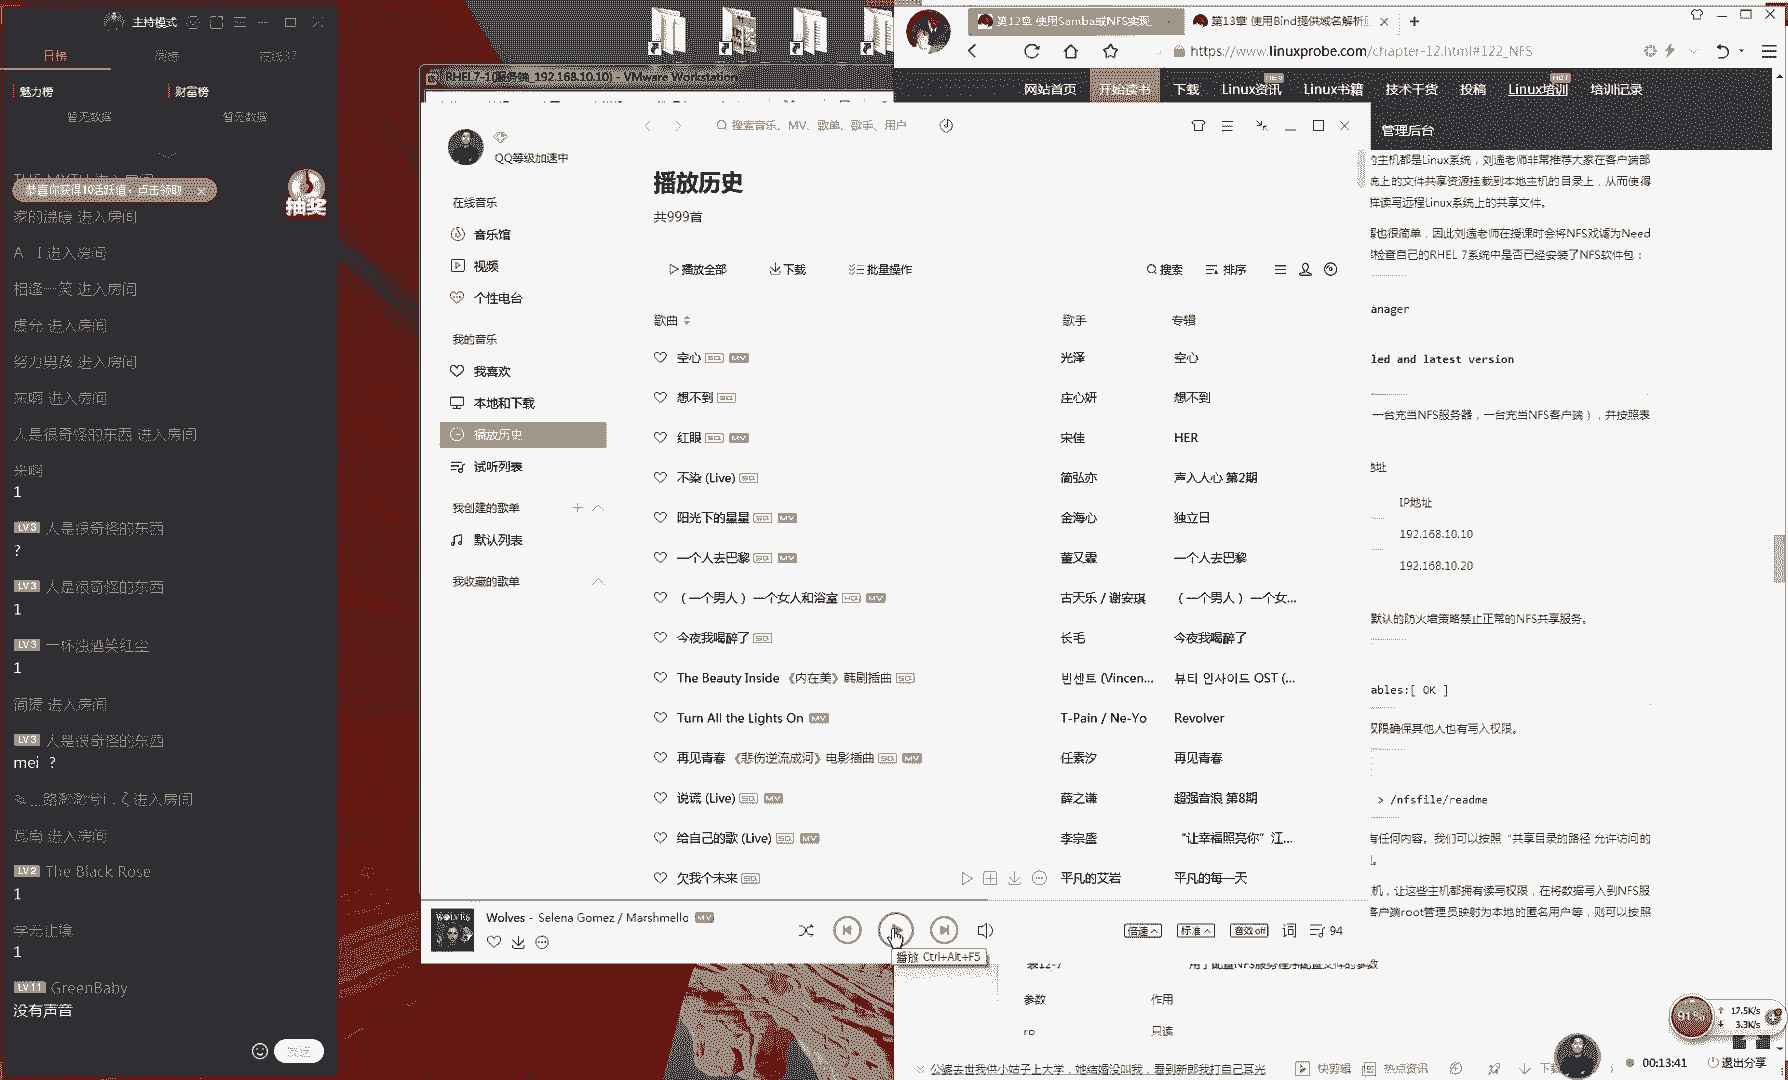 主持模式
日榜
周榜
在线37
魅力榜
财富榜
暂无数据
暂无数据
恭喜你获得10活跃值，点击领取
抽奖
家的温暖 进入房间
A 进入房间
相逢一笑 进入房间
虚分 进入房间
努力男孩 进入房间
来啊 进入房间
人是很奇怪的东西 进入房间
来啊
1
LV3 人是很奇怪的东西
?
LV3 人是很奇怪的东西
1
LV3 一杯浊酒笑红尘
1
进入房间
LV3 人是很奇怪的东西
mei ?
进入房间
进入房间
LV2 The Black Rose
1
学无止境
1
LV11 GreenBaby
没有声音
发送
RHEL7-1(服务端_192.168.10.10) - VMware Workstation
QQ等级加速中
搜索音乐、MV、歌单、歌手、用户
在线音乐
音乐馆
视频
个性电台
我的音乐
我喜欢
本地和下载
播放历史
试听列表
我创建的歌单
默认列表
我收藏的歌单
播放历史
共999首
播放全部
下载
批量操作
搜索
排序
歌曲
歌手
专辑
空心 SQ MV 光泽 空心
想不到 SQ 庄心妍 想不到
红眼 SQ MV 宋佳 HER
不染 (Live) SQ 简弘亦 声入人心 第2期
阳光下的星星 SQ MV 金海心 独立日
一个人去巴黎 SQ MV 董又霖 一个人去巴黎
（一个男人）一个女人和浴室 HQ MV 古天乐 / 谢安琪 （一个男人）一个女...
今夜我喝醉了 SQ 长毛 今夜我喝醉了
The Beauty Inside 《内在美》韩剧插曲 SQ 빈센트 (Vincen... 뷰티 인사이드 OST (...
Turn All the Lights On MV T-Pain / Ne-Yo Revolver
再见青春 《悲伤逆流成河》电影插曲 SQ MV 任素汐 再见青春
说谎 (Live) SQ MV 薛之谦 超强音浪 第8期
给自己的歌 (Live) SQ MV 李宗盛 “让幸福照亮你”江...
欠我个未来 SQ 平凡的艾岩 平凡的每一天
WOLVES
Wolves - Selena Gomez / Marshmello MV
播放 Ctrl+Alt+F5
倍速
标准
音效off
词
94
第12章 使用Samba或NFS实现
第13章 使用Bind提供域名解析
https://www.linuxprobe.com/chapter-12.html#122_NFS
网站首页
开始读书
下载
Linux资讯
NEW
Linux书籍
技术干货
投稿
Linux培训
HOT
培训记录
管理后台
的主机都是Linux系统，刘遄老师非常推荐大家在客户端部
统上的文件共享资源挂载到本地主机的目录上，从而使得
样读写远程Linux系统上的共享文件。
骤也很简单，因此刘遄老师在授课时会将NFS戏谑为Need
检查自己的RHEL 7系统中是否已经安装了NFS软件包：
anager
led and latest version
一台充当NFS服务器，一台充当NFS客户端），并按照表
地址
IP地址
192.168.10.10
192.168.10.20
默认的防火墙策略禁止正常的NFS共享服务。
ables:[ OK ]
权限确保其他人也有写入权限。
> /nfsfile/readme
有任何内容。我们可以按照“共享目录的路径 允许访问的
机，让这些主机都拥有读写权限，在将数据写入到NFS服
客户端root管理员映射为本地的匿名用户等，则可以按照
表12-7
用于配置NFS服务程序配置文件的参数
参数
作用
ro
只读
公婆去世我供小姑子上大学，她结婚没叫我，看到新郎我打自己耳光
快剪辑
热点资讯
下载
91%
17.5K/s
3.3K/s
00:13:41
退出分享